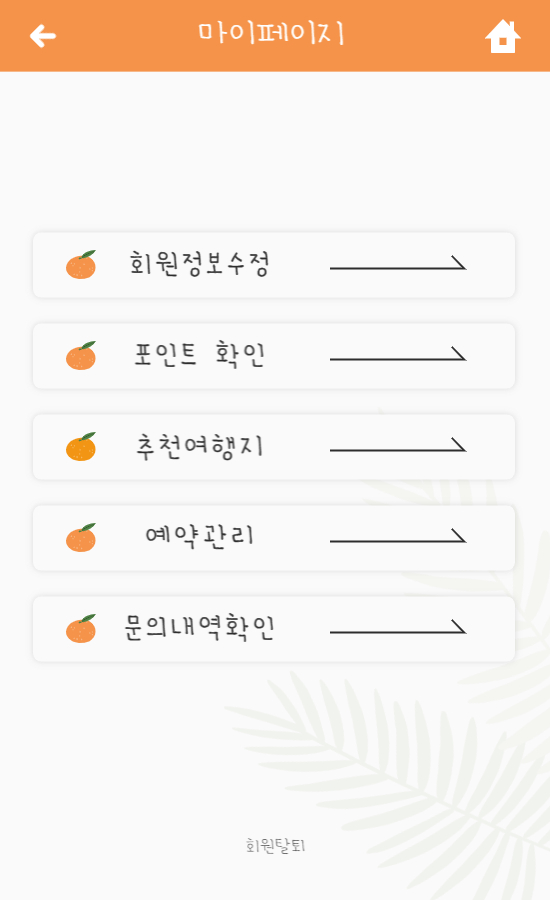 마이페이지
회원정보수정
포인트 확인
추천여행지
예약관리
문의내역확인
회원탈퇴